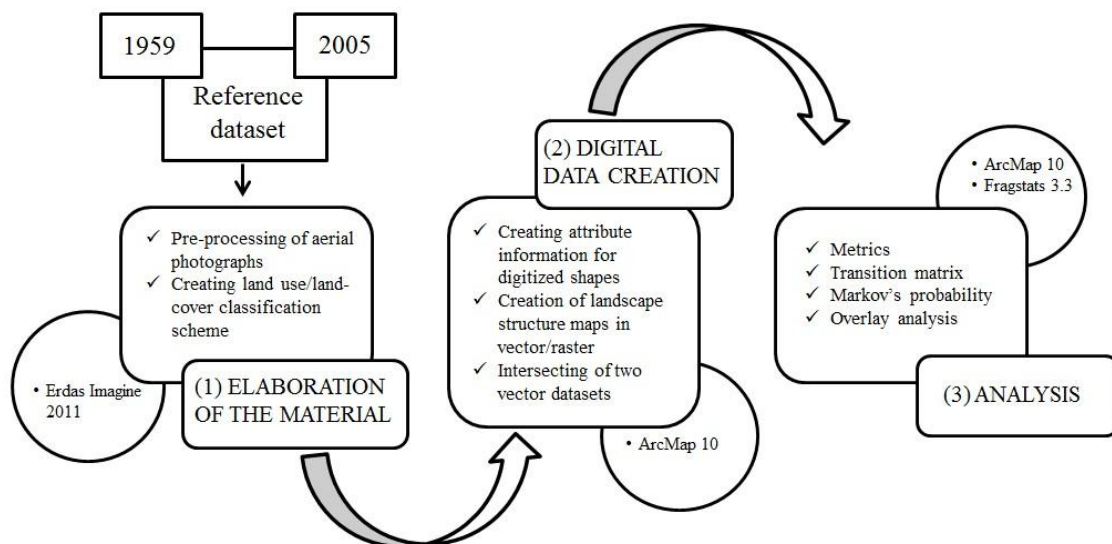 1959
2005
Reference
dataset
✓ Pre-processing of aerial
photographs
✓ Creating land use/land-
cover classification
scheme
• Erdas Imagine
2011
(1) ELABORATION
OF THE MATERIAL
(2) DIGITAL
DATA CREATION
✓ Creating attribute
information for
digitized shapes
✓ Creation of landscape
structure maps in
vector/raster
✓ Intersecting of two
vector datasets
• ArcMap 10
• ArcMap 10
• Fragstats 3.3
✓ Metrics
✓ Transition matrix
✓ Markov’s probability
✓ Overlay analysis
(3) ANALYSIS